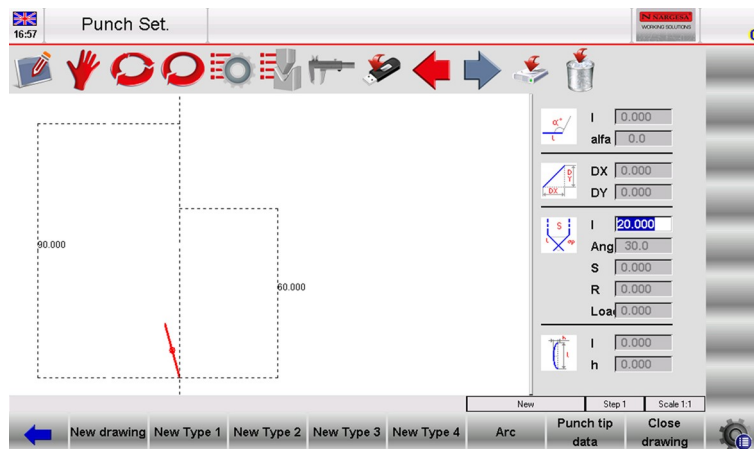 16:57
Punch Set.
N NARGESA
WORKING SOLUTIONS
90.000
60.000
α°
l
l 0.000
alfa 0.0
DX
DY
DX 0.000
DY 0.000
S
l
l 20.000
Ang 30.0
S 0.000
R 0.000
Load 0.000
h
l
l 0.000
h 0.000
New
Step 1
Scale 1:1
New drawing
New Type 1
New Type 2
New Type 3
New Type 4
Arc
Punch tip
data
Close
drawing